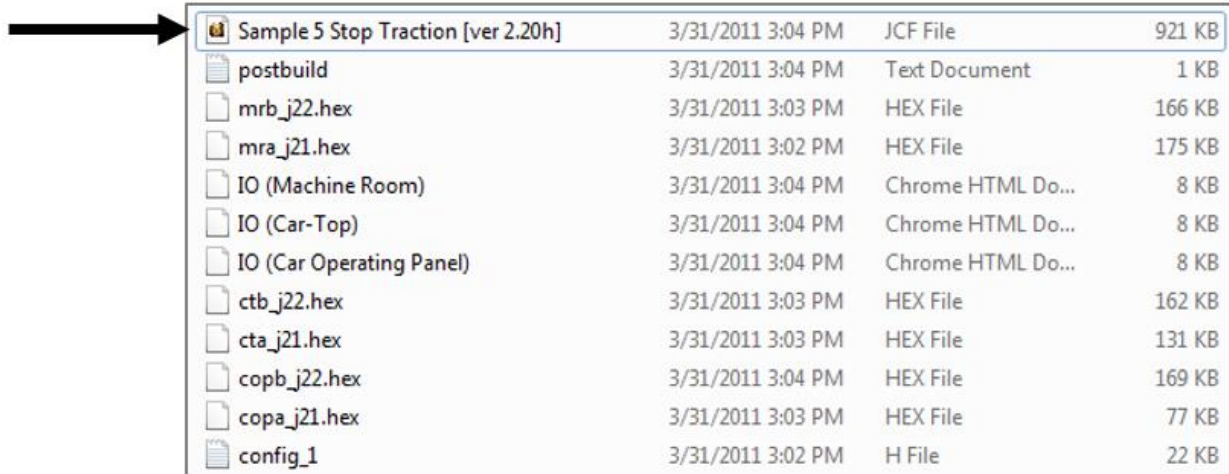 Sample 5 Stop Traction [ver 2.20h] 3/31/2011 3:04 PM JCF File 921 KB
postbuild 3/31/2011 3:04 PM Text Document 1 KB
mrb_j22.hex 3/31/2011 3:03 PM HEX File 166 KB
mra_j21.hex 3/31/2011 3:02 PM HEX File 175 KB
IO (Machine Room) 3/31/2011 3:04 PM Chrome HTML Do... 8 KB
IO (Car-Top) 3/31/2011 3:04 PM Chrome HTML Do... 8 KB
IO (Car Operating Panel) 3/31/2011 3:04 PM Chrome HTML Do... 8 KB
ctb_j22.hex 3/31/2011 3:03 PM HEX File 162 KB
cta_j21.hex 3/31/2011 3:03 PM HEX File 131 KB
copb_j22.hex 3/31/2011 3:04 PM HEX File 169 KB
copa_j21.hex 3/31/2011 3:03 PM HEX File 77 KB
config_1 3/31/2011 3:02 PM H File 22 KB